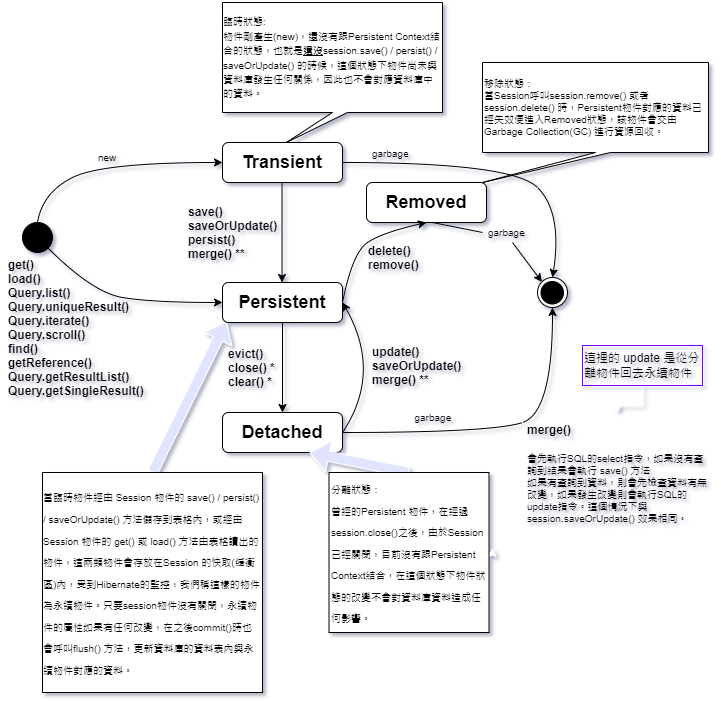 臨時狀態:
物件剛產生(new)，還沒有跟Persistent Context結
合的狀態，也就是還沒session.save() / persist() /
saveOrUpdate() 的時候，這個狀態下物件尚未與
資料庫發生任何關係，因此也不會對應資料庫中
的資料。
移除狀態：
當Session呼叫session.remove() 或者
session.delete() 時，Persistent物件對應的資料已
經失效便進入Removed狀態，該物件會交由
Garbage Collection(GC) 進行資源回收。
new
Transient
garbage
Removed
save()
saveOrUpdate()
persist()
merge() **
garbage
delete()
remove()
get()
load()
Query.list()
Query.uniqueResult()
Query.iterate()
Query.scroll()
find()
getReference()
Query.getResultList()
Query.getSingleResult()
Persistent
evict()
close() *
clear() *
update()
saveOrUpdate()
merge() **
這裡的 update 是從分
離物件回去永續物件
Detached
garbage
merge()
會先執行SQL的select指令，如果沒有查
詢到結果會執行 save() 方法
如果有查詢到資料，則會先檢查資料有無
改變，如果發生改變則會執行SQL的
update指令。這個情況下與
session.saveOrUpdate() 效果相同。
當臨時物件經由 Session 物件的 save() / persist()
/ saveOrUpdate() 方法儲存到表格內，或經由
Session 物件的 get() 或 load() 方法由表格讀出的
物件，這兩類物件會存放在Session 的快取(緩衝
區)內，受到Hibernate的監控，我們稱這樣的物件
為永續物件。只要session物件沒有關閉，永續物
件的屬性如果有任何改變，在之後commit()時也
會呼叫flush() 方法，更新資料庫的資料表內與永
續物件對應的資料。
分離狀態：
曾經的Persistent 物件，在經過
session.close()之後，由於Session
已經關閉，目前沒有跟Persistent
Context結合，在這個狀態下物件狀
態的改變不會對資料庫資料造成任
何影響。